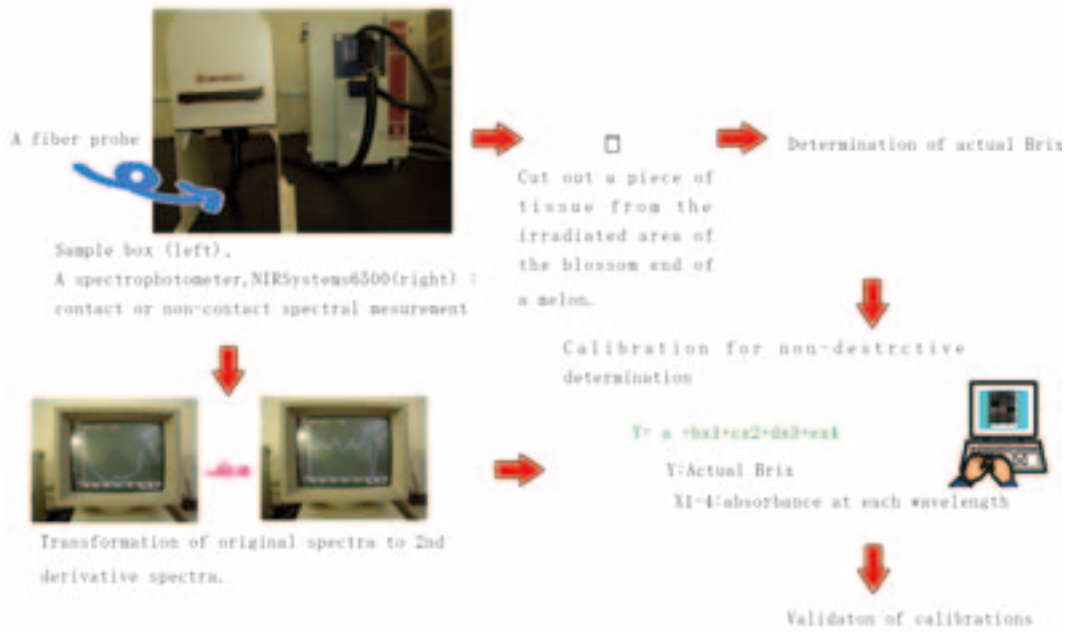 A fiber probe
Sample box (left),
A spectrophotometer,NIRSystems6500(right) :
contact or non-contact spectral mesurement
Cut out a piece of
tissue from the
irradiated area of
the blossom end of
a melon.
Determination of actual Brix
Calibration for non-destrctive
determination
Y= a +bx1+cx2+dx3+ex4
Y:Actual Brix
X1-4:absorbance at each wavelength
Transformation of original spectra to 2nd
derivative spectra.
Validaton of calibrations